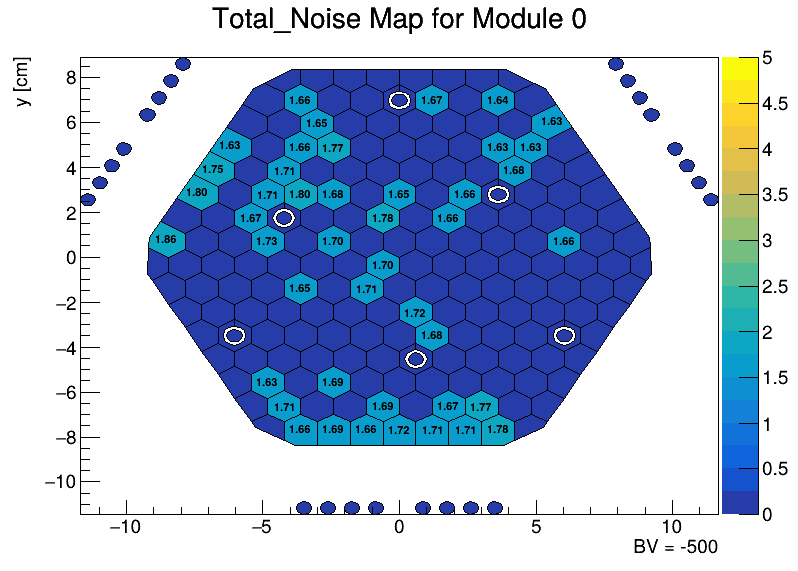 Total_Noise Map for Module 0
y [cm]
8
6
4
2
0
−2
−4
−6
−8
−10
1.66 1.67 1.64
1.65 1.63
1.63 1.66 1.77 1.63 1.63
1.75 1.71 1.68
1.80 1.71 1.80 1.68 1.65 1.66
1.67 1.78 1.66
1.86 1.73 1.70 1.66
1.70
1.65 1.71
1.72
1.68
1.63 1.69
1.71 1.69 1.67 1.77
1.66 1.69 1.66 1.72 1.71 1.71 1.78
5
4.5
4
3.5
3
2.5
2
1.5
1
0.5
0
−10 −5 0 5 10
BV = -500